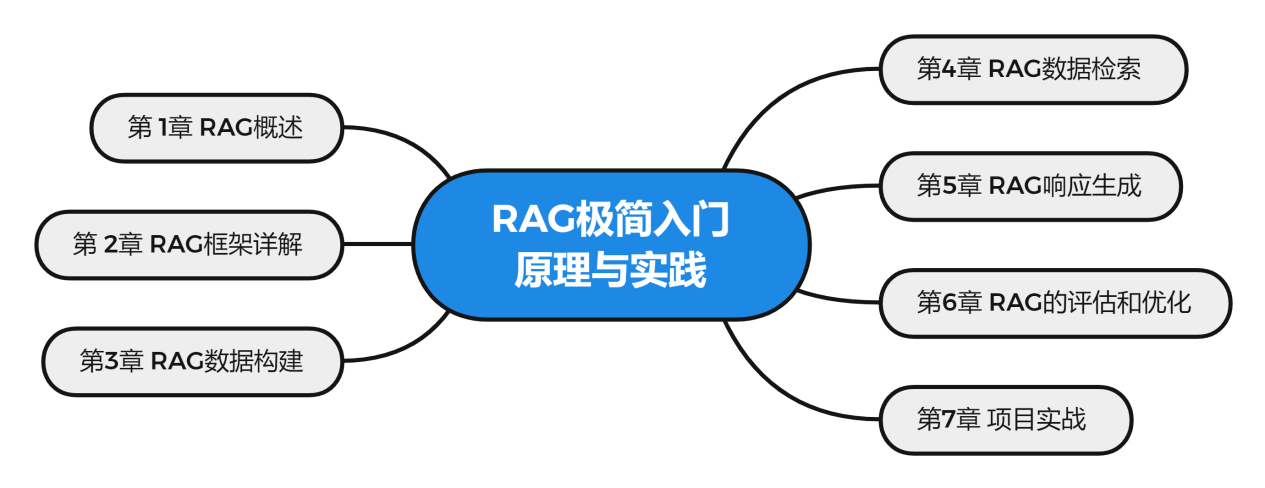 RAG极简入门
原理与实践
第 1章 RAG概述
第 2章 RAG框架详解
第3章 RAG数据构建
第4章 RAG数据检索
第5章 RAG响应生成
第6章 RAG的评估和优化
第7章 项目实战